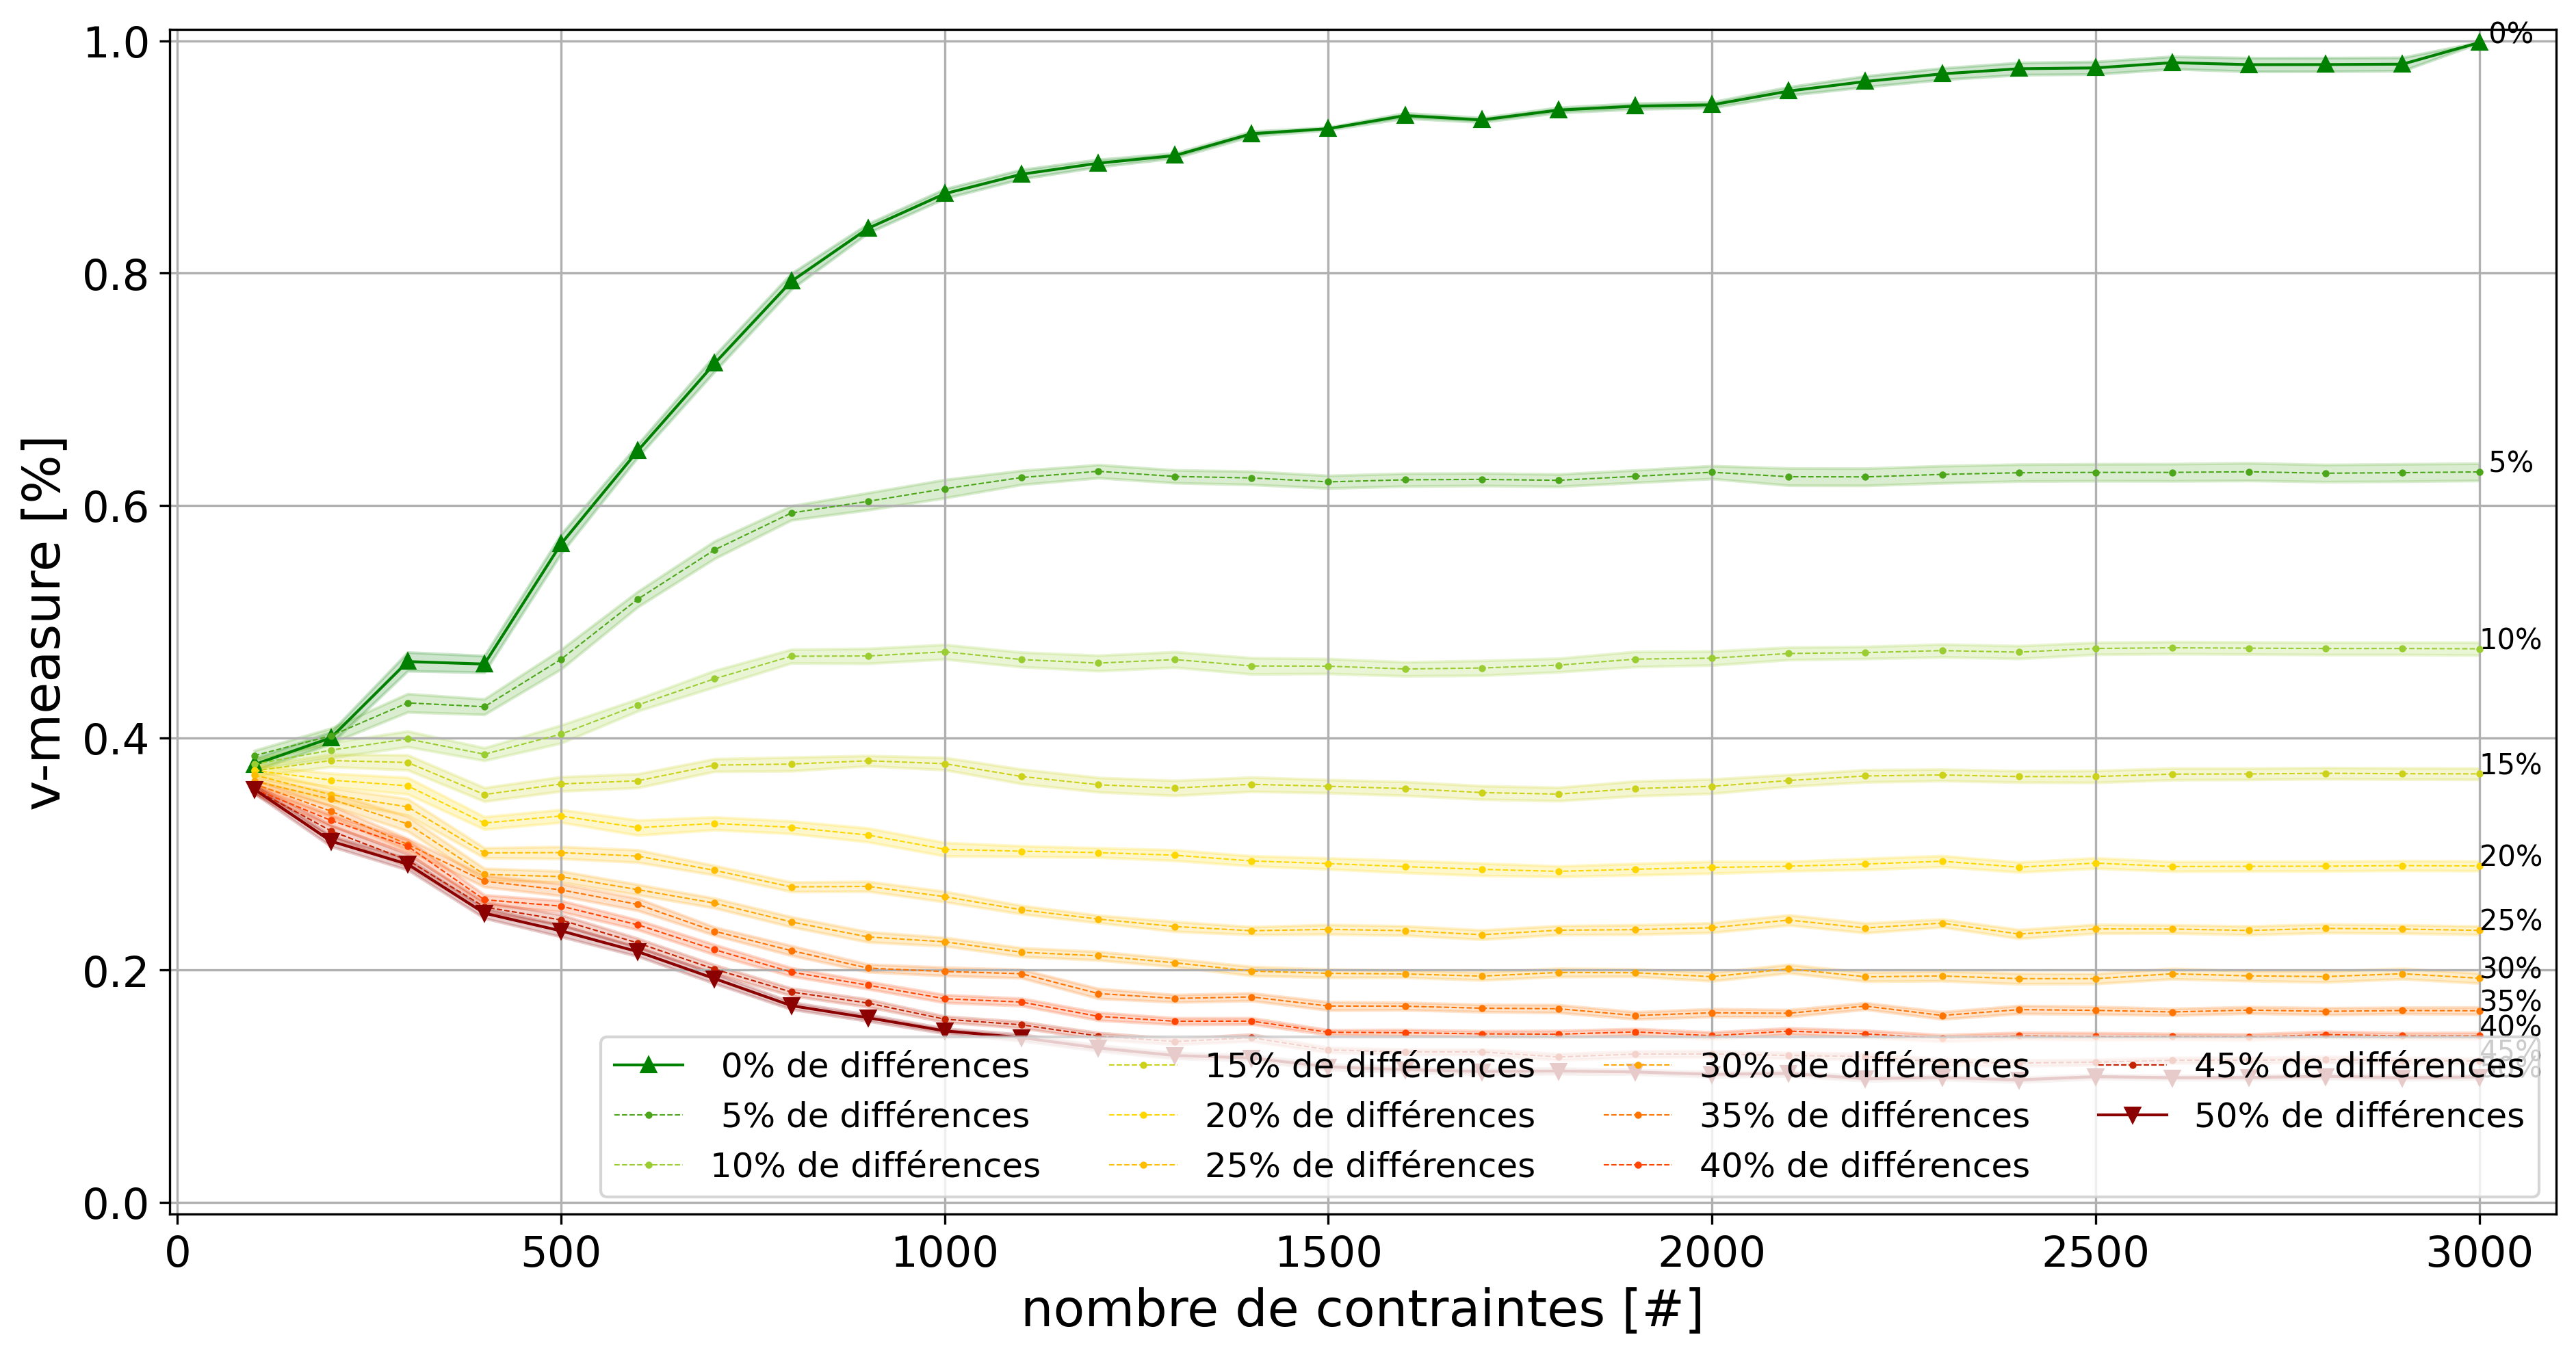 1.0
0.8
0.6
0.4
0.2
0.0
v-measure [%]
0%
5%
10%
15%
20%
25%
30%
35%
40%
45%
0% de différences
5% de différences
10% de différences
15% de différences
20% de différences
25% de différences
30% de différences
35% de différences
40% de différences
45% de différences
50% de différences
0
500
1000
1500
2000
2500
3000
nombre de contraintes [#]